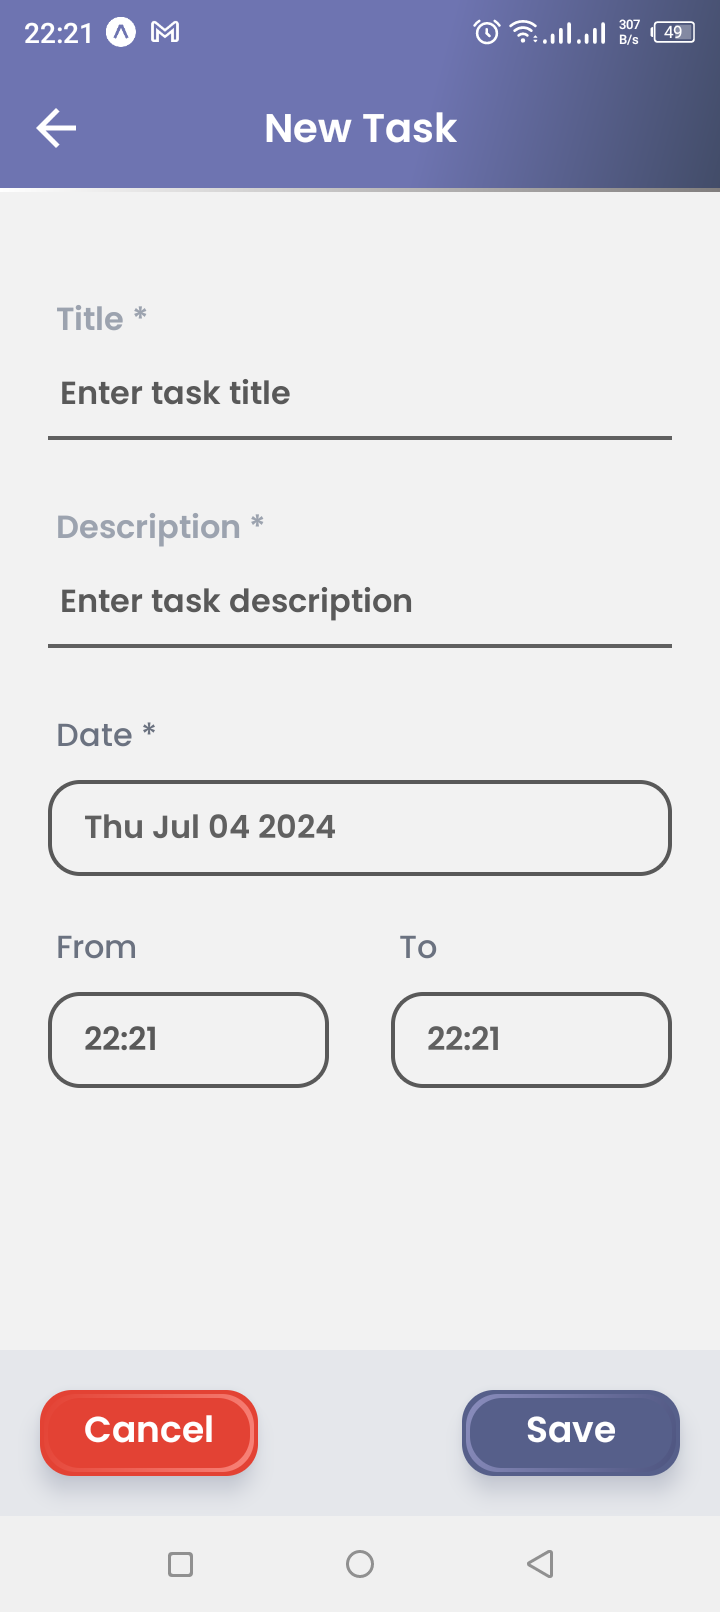 22:21
307
B/s
49
New Task
Title *
Enter task title
Description *
Enter task description
Date *
Thu Jul 04 2024
From To
22:21 22:21
Cancel Save